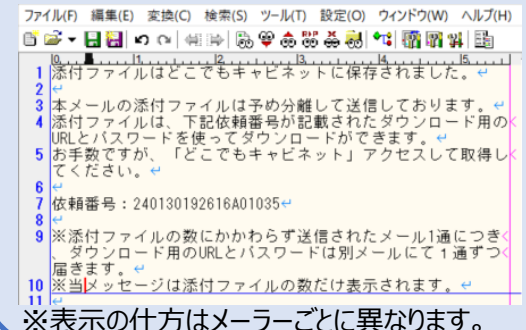 ファイル(F) 編集(E) 変換(C) 検索(S) ツール(T) 設定(O) ウィンドウ(W) ヘルプ(H)
0 1 2 3 4 5
1 添付ファイルはどこでもキャビネットに保存されました。
2
3 本メールの添付ファイルは予め分離して送信しております。
4 添付ファイルは、下記依頼番号が記載されたダウンロード用の
URLとパスワードを使ってダウンロードができます。
5 お手数ですが、「どこでもキャビネット」アクセスして取得し
てください。
6
7 依頼番号：240130192616A01035
8
9 ※添付ファイルの数にかかわらず送信されたメール1通につき
、ダウンロード用のURLとパスワードは別メールにて１通ずつ
届きます。
10 ※当メッセージは添付ファイルの数だけ表示されます。
11
※表示の仕方はメーラーごとに異なります。